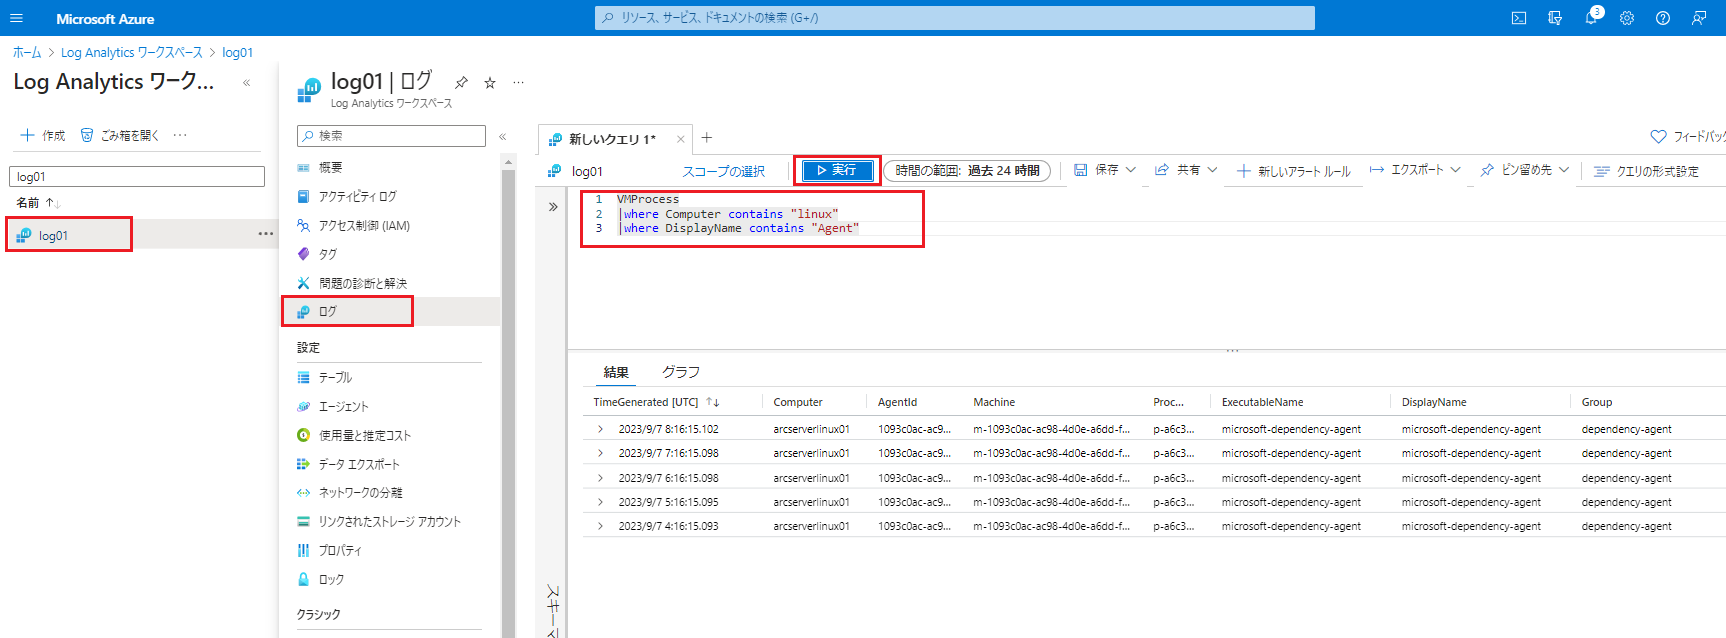 Microsoft Azure
リソース、サービス、ドキュメントの検索 (G+/)
3
ホーム > Log Analytics ワークスペース > log01
Log Analytics ワーク...
«
作成 ごみ箱を開く ...
log01
名前 ↑↓
log01 ...
log01 | ログ ...
Log Analytics ワークスペース
検索 «
概要
アクティビティ ログ
アクセス制御 (IAM)
タグ
問題の診断と解決
ログ
設定
テーブル
エージェント
使用量と推定コスト
データ エクスポート
ネットワークの分離
リンクされたストレージ アカウント
プロパティ
ロック
クラシック
新しいクエリ 1* × +
フィードバック
log01 スコープの選択 実行 時間の範囲: 過去 24 時間 保存 共有 新しいアラート ルール エクスポート ピン留め先 クエリの形式設定
»
1 VMProcess
2 |where Computer contains "linux"
3 |where DisplayName contains "Agent"
...
結果 グラフ
TimeGenerated [UTC] ↑↓ Computer AgentId Machine Proc... ExecutableName DisplayName Group
> 2023/9/7 8:16:15.102 arcserverlinux01 1093c0ac-ac9... m-1093c0ac-ac98-4d0e-a6dd-f... p-a6c3... microsoft-dependency-agent microsoft-dependency-agent dependency-agent
> 2023/9/7 7:16:15.098 arcserverlinux01 1093c0ac-ac9... m-1093c0ac-ac98-4d0e-a6dd-f... p-a6c3... microsoft-dependency-agent microsoft-dependency-agent dependency-agent
> 2023/9/7 6:16:15.098 arcserverlinux01 1093c0ac-ac9... m-1093c0ac-ac98-4d0e-a6dd-f... p-a6c3... microsoft-dependency-agent microsoft-dependency-agent dependency-agent
> 2023/9/7 5:16:15.095 arcserverlinux01 1093c0ac-ac9... m-1093c0ac-ac98-4d0e-a6dd-f... p-a6c3... microsoft-dependency-agent microsoft-dependency-agent dependency-agent
> 2023/9/7 4:16:15.093 arcserverlinux01 1093c0ac-ac9... m-1093c0ac-ac98-4d0e-a6dd-f... p-a6c3... microsoft-dependency-agent microsoft-dependency-agent dependency-agent
スキーマ